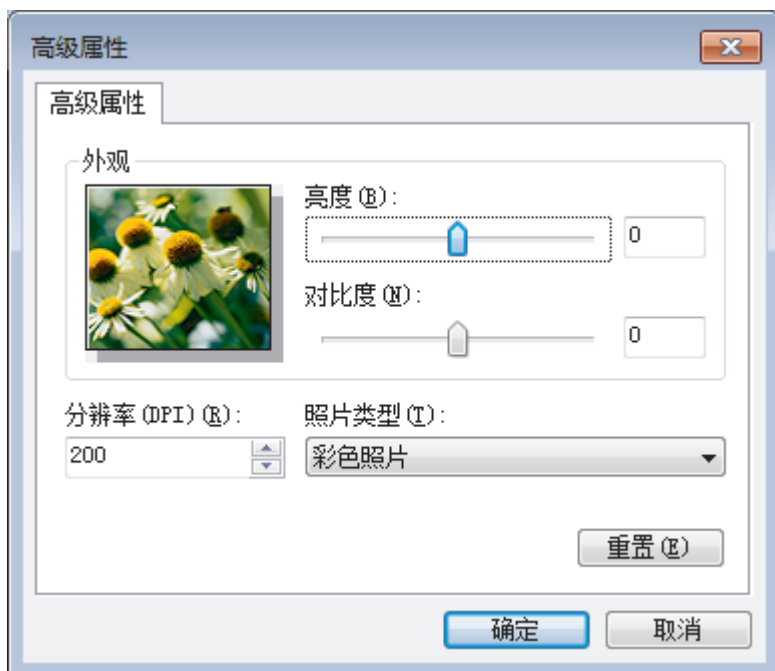 高级属性
高级属性
外观
亮度(B):
0
对比度(N):
0
分辨率(DPI)(R):
照片类型(T):
200
彩色照片
重置(E)
确定
取消